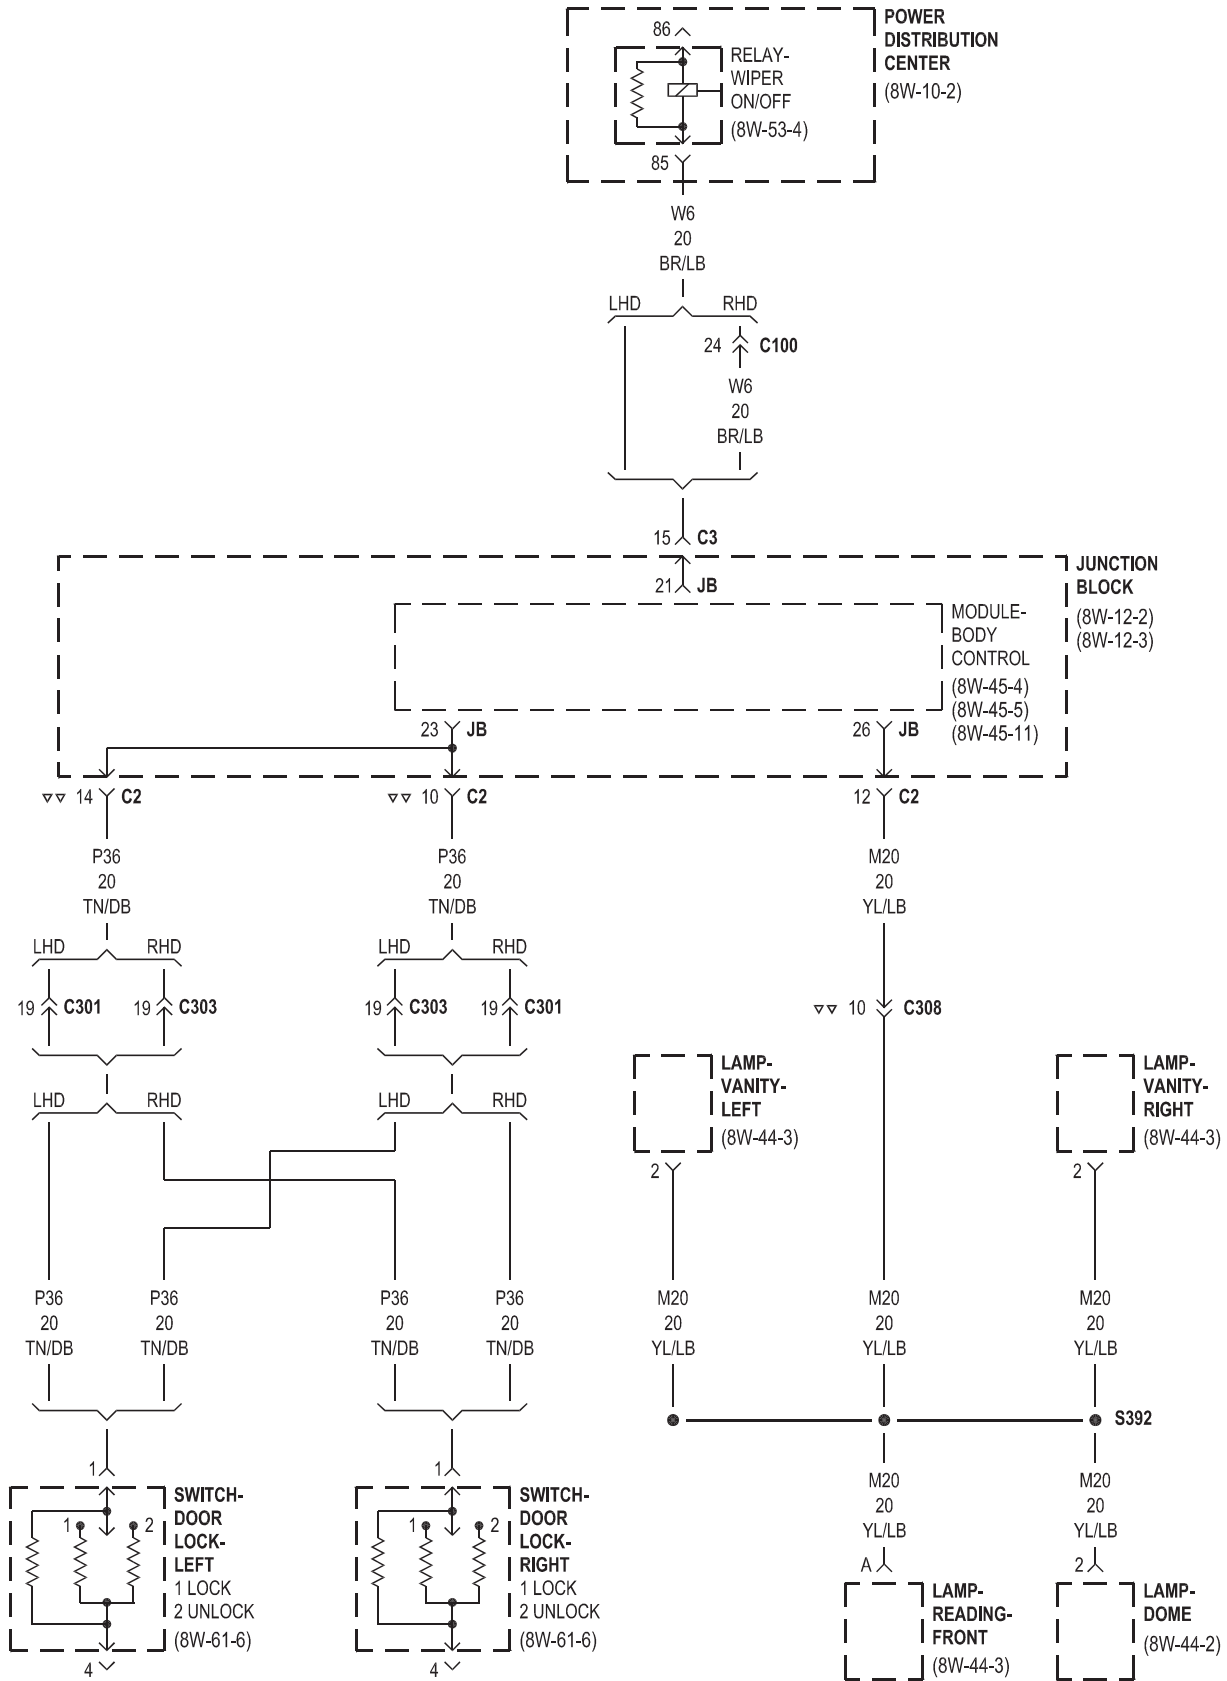 POWER
DISTRIBUTION
CENTER
(8W-10-2)
86
RELAY-
WIPER
ON/OFF
(8W-53-4)
85
W6
20
BR/LB
LHD RHD
24 C100
W6
20
BR/LB
15 C3
JUNCTION
BLOCK
(8W-12-2)
(8W-12-3)
21 JB
MODULE-
BODY
CONTROL
(8W-45-4)
(8W-45-5)
(8W-45-11)
23 JB 26 JB
▽▽ 14 C2 ▽▽ 10 C2 12 C2
P36 P36 M20
20 20 20
TN/DB TN/DB YL/LB
LHD RHD LHD RHD
19 C301 19 C303 19 C303 19 C301 ▽▽ 10 C308
LAMP-
VANITY-
LEFT
(8W-44-3)
LAMP-
VANITY-
RIGHT
(8W-44-3)
LHD RHD LHD RHD
2 2
P36 P36 P36 P36 M20 M20 M20
20 20 20 20 20 20 20
TN/DB TN/DB TN/DB TN/DB YL/LB YL/LB YL/LB
S392
1 1
M20 M20
20 20
YL/LB YL/LB
A 2
SWITCH-
DOOR
LOCK-
LEFT
1 LOCK
2 UNLOCK
(8W-61-6)
1 2
4
SWITCH-
DOOR
LOCK-
RIGHT
1 LOCK
2 UNLOCK
(8W-61-6)
1 2
4
LAMP-
READING-
FRONT
(8W-44-3)
LAMP-
DOME
(8W-44-2)